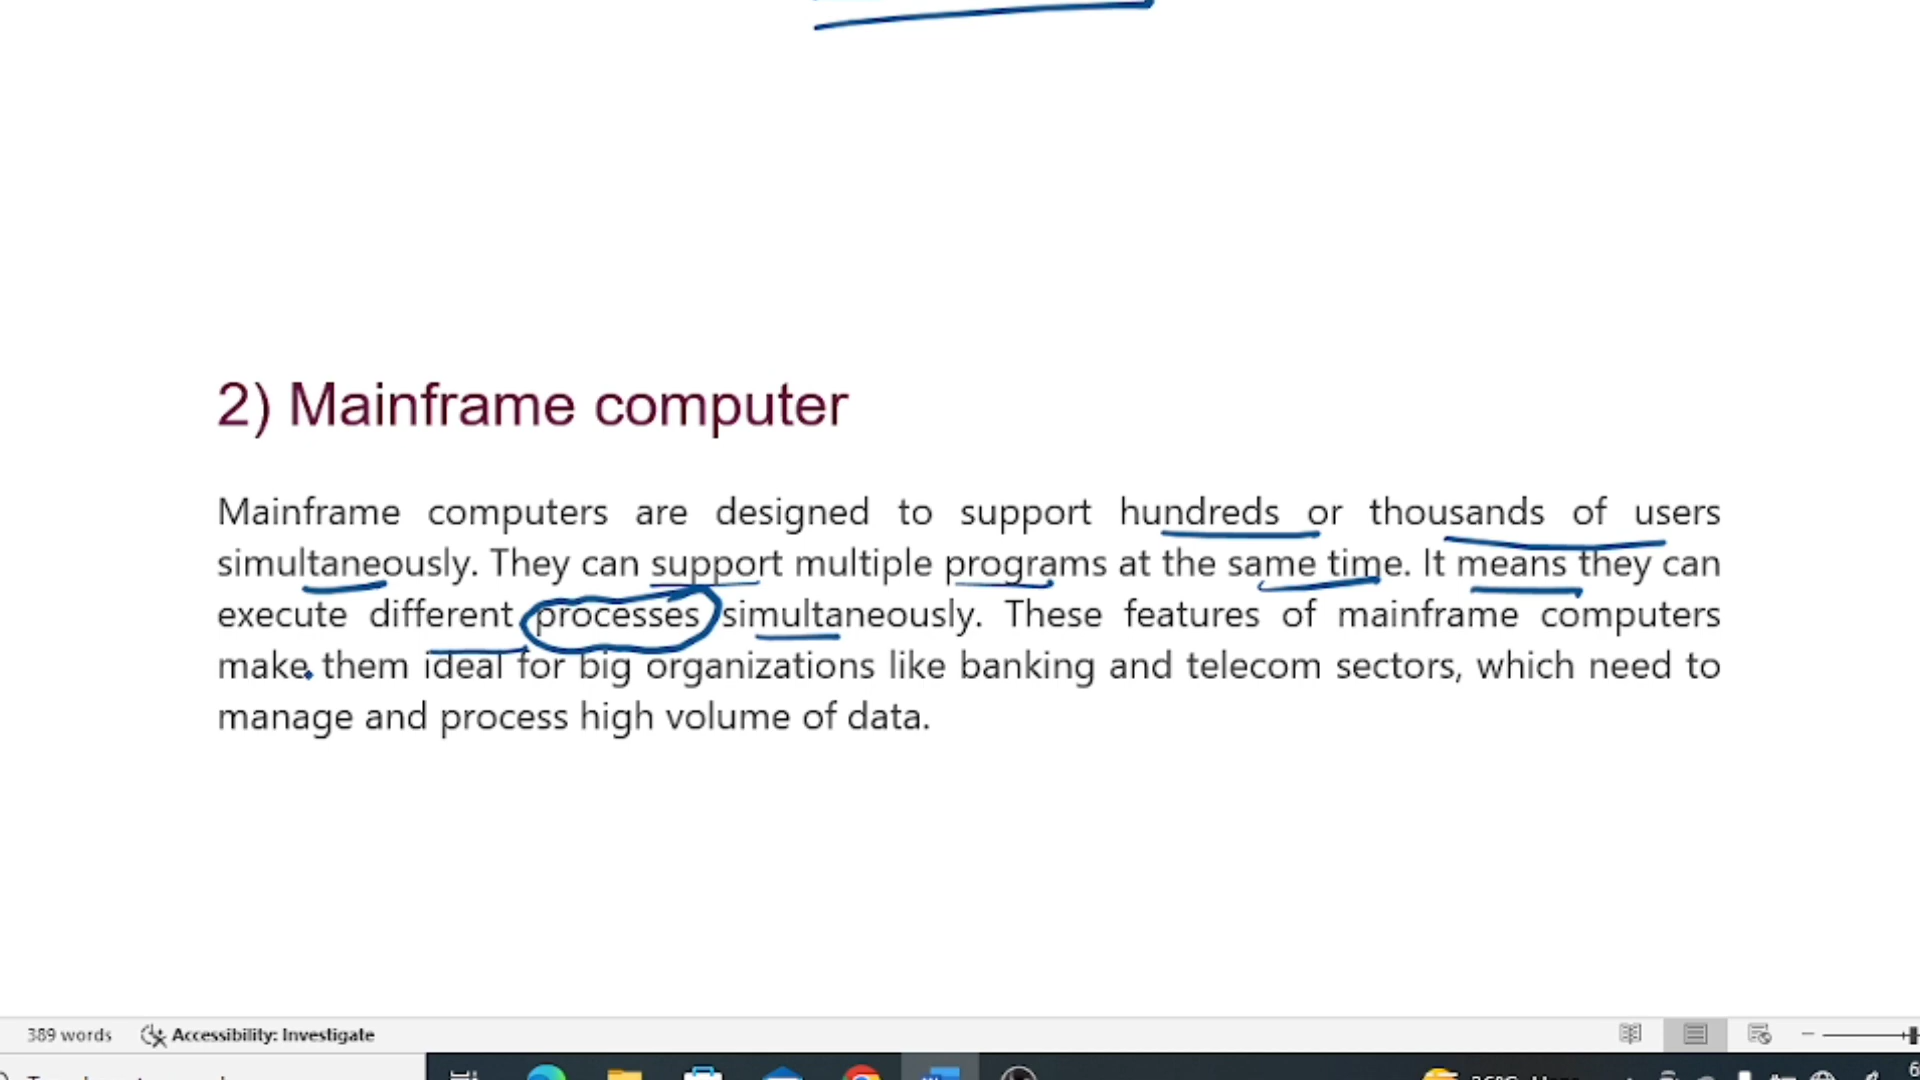 2) Mainframe computer
Mainframe computers are designed to support hundreds or thousands of users
simultaneously. They can support multiple programs at the same time. It means they can
execute different processes simultaneously. These features of mainframe computers
make them ideal for big organizations like banking and telecom sectors, which need to
manage and process high volume of data.
389 words Accessibility: Investigate